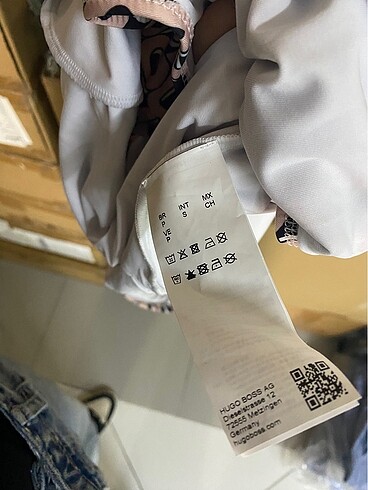 BR INT MX
P S CH
VE
P
HUGO BOSS AG
Dieselstrasse 12
72555 Metzingen
Germany
hugoboss.com